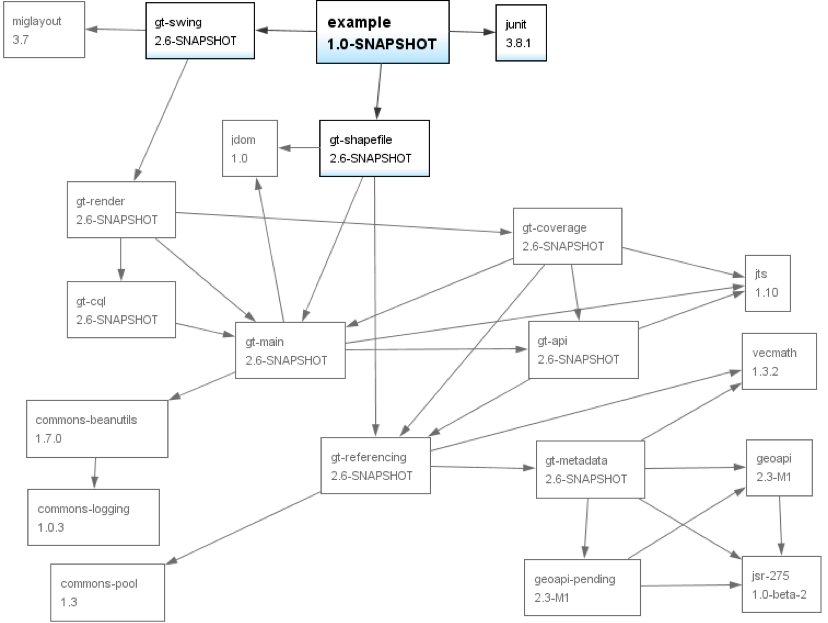 miglayout
3.7
gt-swing
2.6-SNAPSHOT
example
1.0-SNAPSHOT
junit
3.8.1
jdom
1.0
gt-shapefile
2.6-SNAPSHOT
gt-render
2.6-SNAPSHOT
gt-coverage
2.6-SNAPSHOT
jts
1.10
gt-cql
2.6-SNAPSHOT
gt-main
2.6-SNAPSHOT
gt-api
2.6-SNAPSHOT
vecmath
1.3.2
commons-beanutils
1.7.0
gt-referencing
2.6-SNAPSHOT
gt-metadata
2.6-SNAPSHOT
geoapi
2.3-M1
commons-logging
1.0.3
commons-pool
1.3
geoapi-pending
2.3-M1
jsr-275
1.0-beta-2